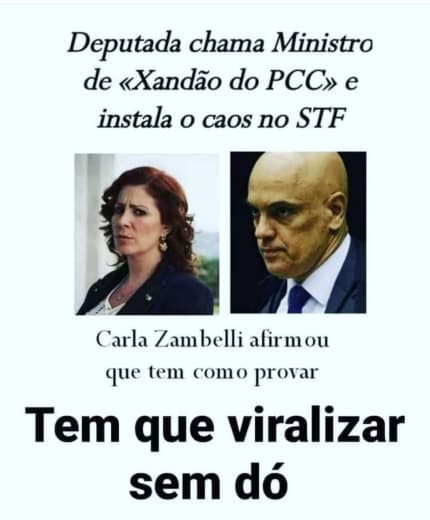 Deputada chama Ministro
de «Xandão do PCC» e
instala o caos no STF
Carla Zambelli afirmou
que tem como provar
Tem que viralizar
sem dó